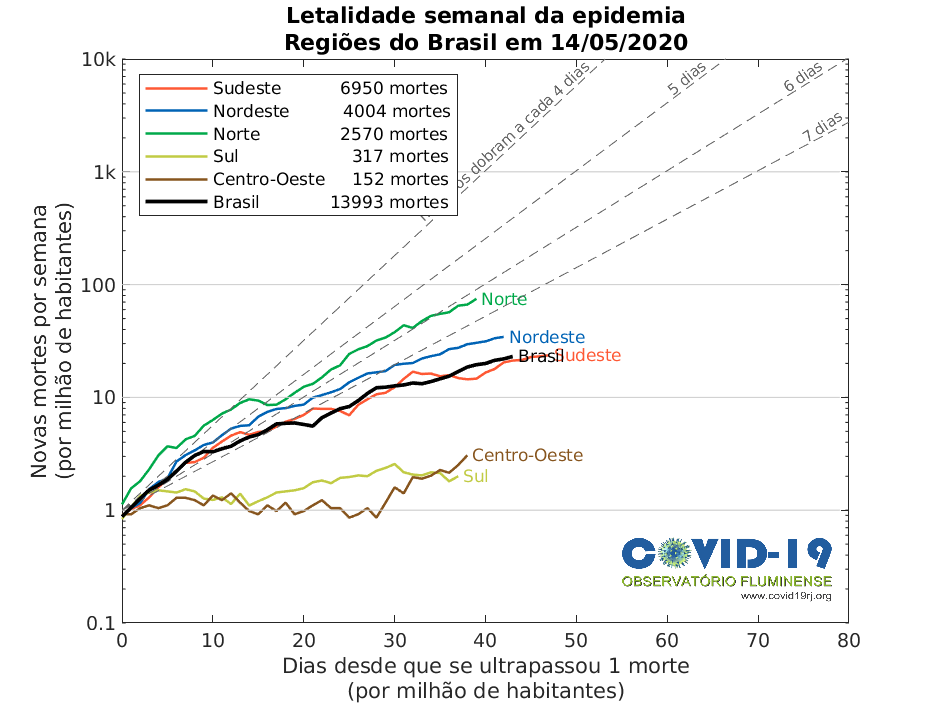 Letalidade semanal da epidemia
Regiões do Brasil em 14/05/2020
10k
1k
100
10
1
0.1
Novas mortes por semana
(por milhão de habitantes)
Sudeste 6950 mortes
Nordeste 4004 mortes
Norte 2570 mortes
Sul 317 mortes
Centro-Oeste 152 mortes
Brasil 13993 mortes
dobram a cada 4 dias
5 dias
6 dias
7 dias
Norte
Nordeste
Brasil
Sudeste
Centro-Oeste
Sul
COVID-19
OBSERVATÓRIO FLUMINENSE
www.covid19rj.org
0 10 20 30 40 50 60 70 80
Dias desde que se ultrapassou 1 morte
(por milhão de habitantes)